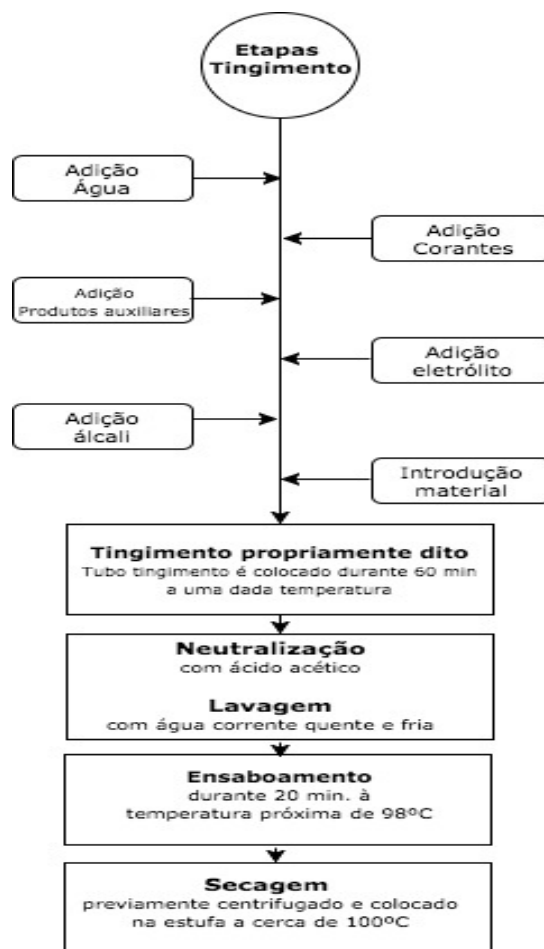 Etapas
Tingimento
Adição
Água
Adição
Corantes
Adição
Produtos auxiliares
Adição
eletrólito
Adição
álcali
Introdução
material
Tingimento propriamente dito
Tubo tingimento é colocado durante 60 min
a uma dada temperatura
Neutralização
com ácido acético
Lavagem
com água corrente quente e fria
Ensaboamento
durante 20 min. à
temperatura próxima de 98ºC
Secagem
previamente centrifugado e colocado
na estufa a cerca de 100ºC